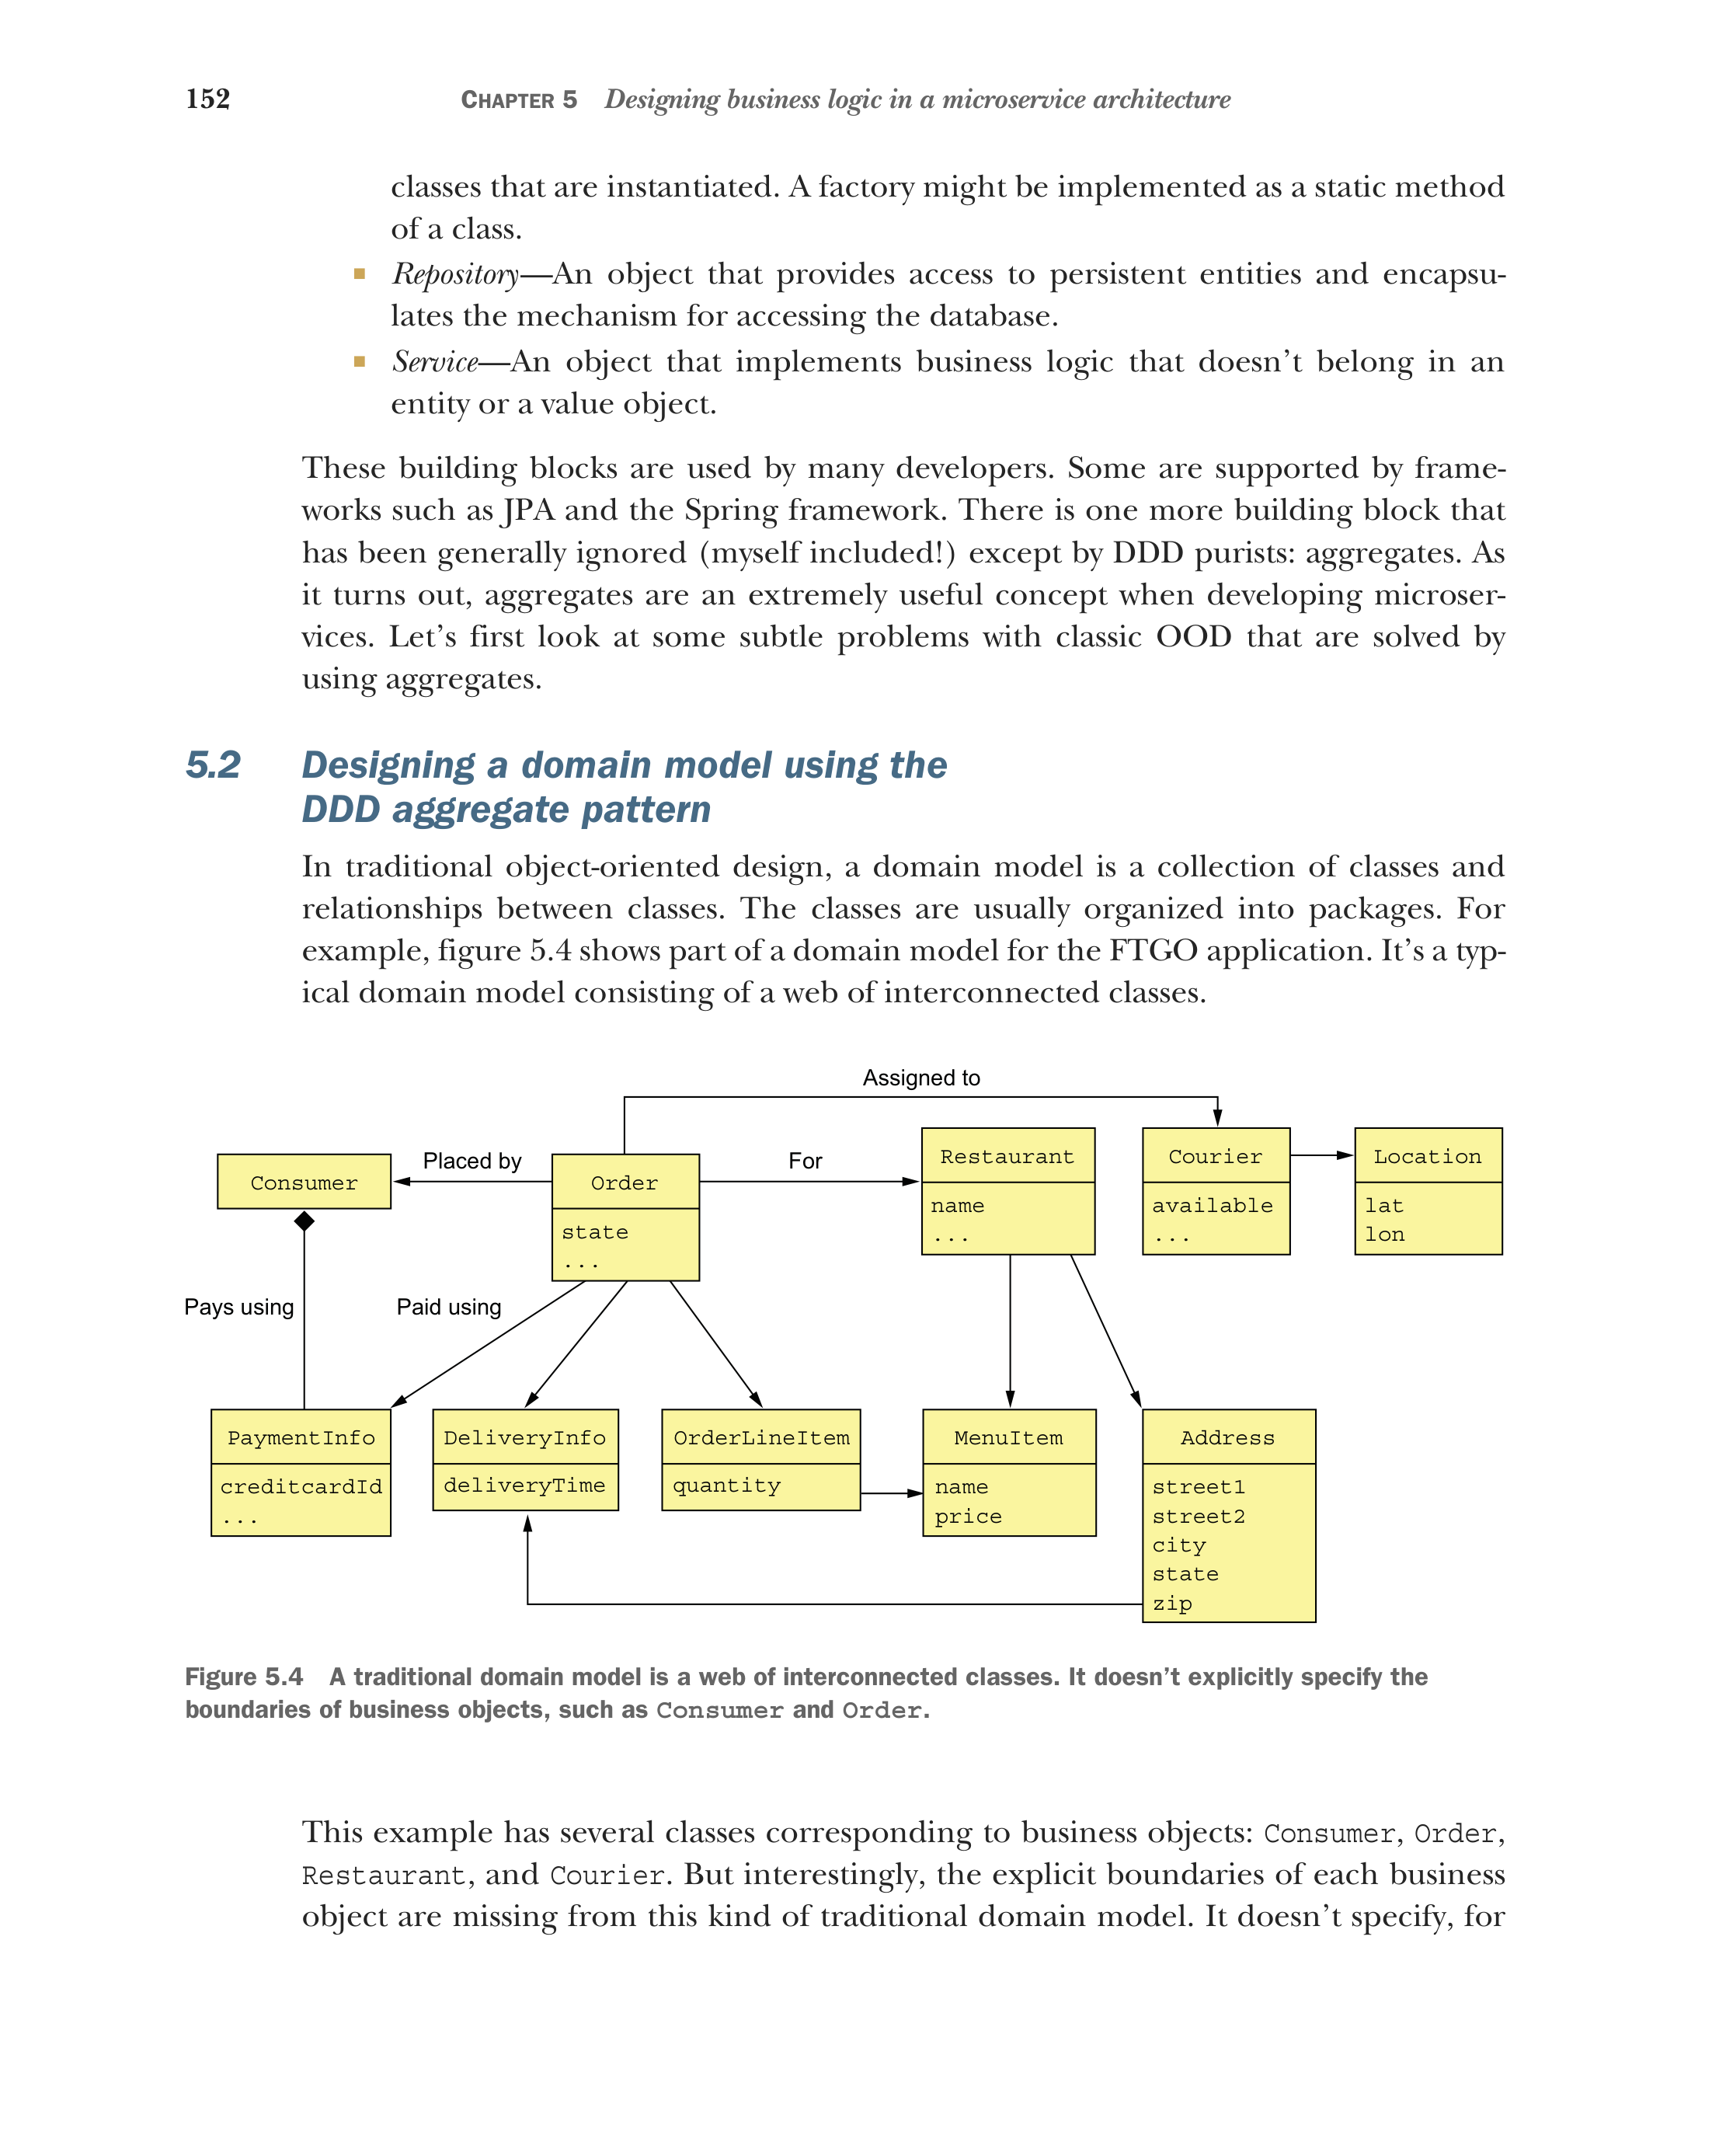 152 CHAPTER 5 Designing business logic in a microservice architecture
classes that are instantiated. A factory might be implemented as a static method
of a class.
■ Repository—An object that provides access to persistent entities and encapsu-
lates the mechanism for accessing the database.
■ Service—An object that implements business logic that doesn’t belong in an
entity or a value object.
These building blocks are used by many developers. Some are supported by frame-
works such as JPA and the Spring framework. There is one more building block that
has been generally ignored (myself included!) except by DDD purists: aggregates. As
it turns out, aggregates are an extremely useful concept when developing microser-
vices. Let’s first look at some subtle problems with classic OOD that are solved by
using aggregates.
5.2 Designing a domain model using the
DDD aggregate pattern
In traditional object-oriented design, a domain model is a collection of classes and
relationships between classes. The classes are usually organized into packages. For
example, figure 5.4 shows part of a domain model for the FTGO application. It’s a typ-
ical domain model consisting of a web of interconnected classes.
Assigned to
Consumer
Placed by
Order
state
...
For
Restaurant
name
...
Courier
available
...
Location
lat
lon
Pays using
Paid using
PaymentInfo
creditcardId
...
DeliveryInfo
deliveryTime
OrderLineItem
quantity
MenuItem
name
price
Address
street1
street2
city
state
zip
Figure 5.4 A traditional domain model is a web of interconnected classes. It doesn’t explicitly specify the
boundaries of business objects, such as Consumer and Order.
This example has several classes corresponding to business objects: Consumer, Order,
Restaurant, and Courier. But interestingly, the explicit boundaries of each business
object are missing from this kind of traditional domain model. It doesn’t specify, for